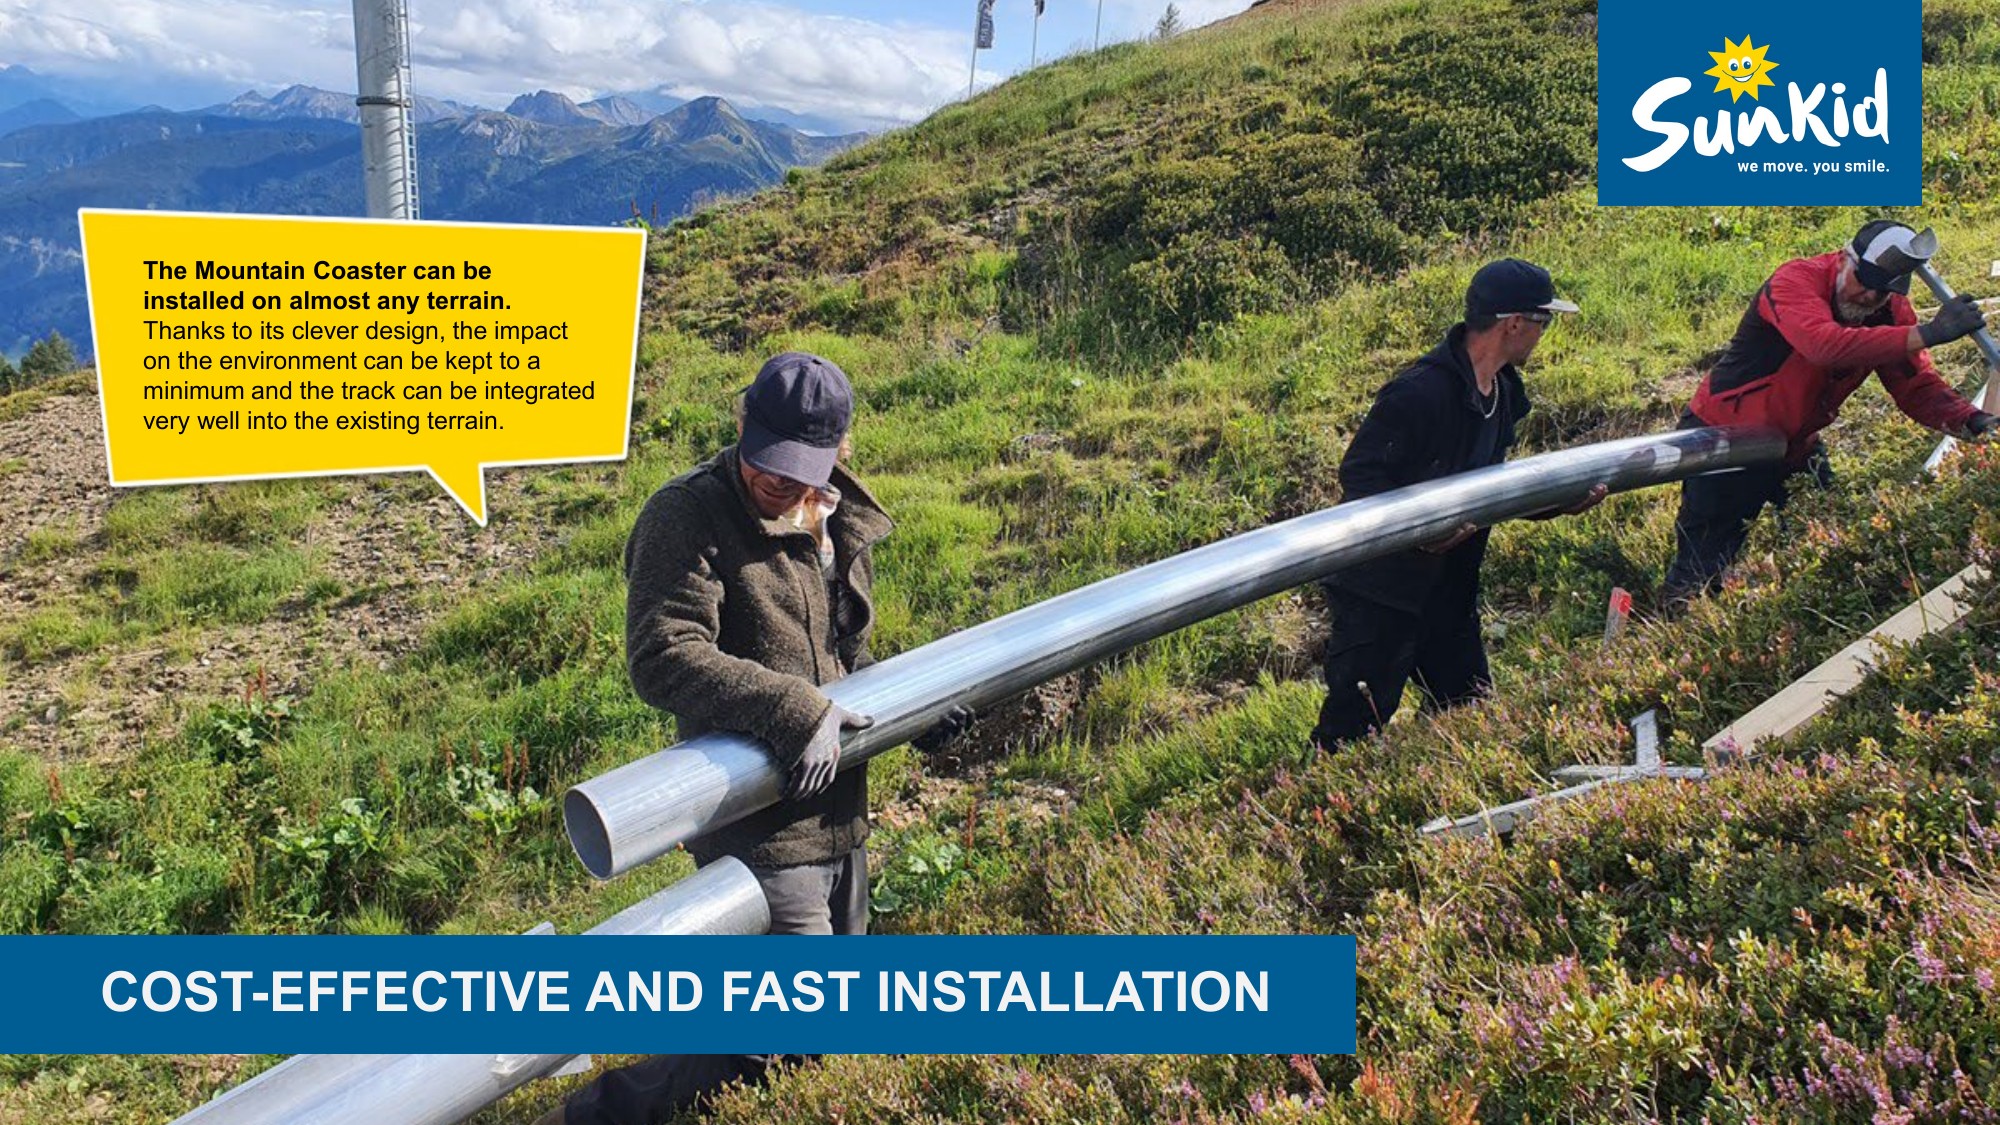 SunKid
we move. you smile.
The Mountain Coaster can be
installed on almost any terrain.
Thanks to its clever design, the impact
on the environment can be kept to a
minimum and the track can be integrated
very well into the existing terrain.
COST-EFFECTIVE AND FAST INSTALLATION